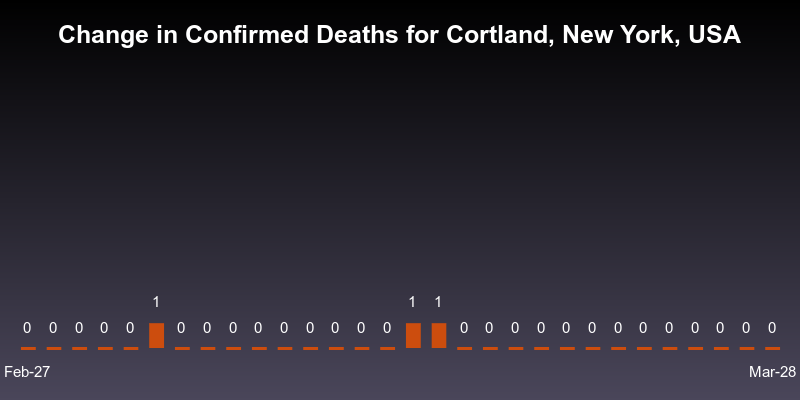 Change in Confirmed Deaths for Cortland, New York, USA
1 1 1
0 0 0 0 0 0 0 0 0 0 0 0 0 0 0 0 0 0 0 0 0 0 0 0 0 0 0
Feb-27 Mar-28